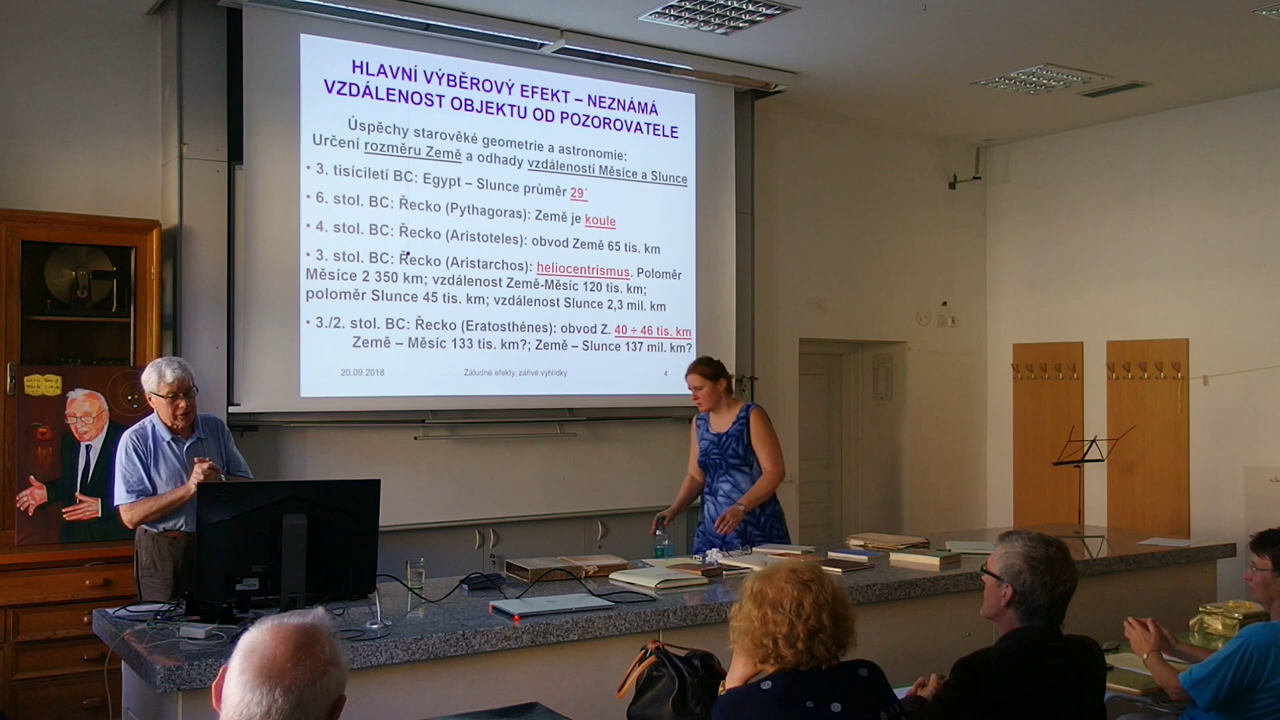 HLAVNÍ VÝBĚROVÝ EFEKT – NEZNÁMÁ
VZDÁLENOST OBJEKTU OD POZOROVATELE
Úspěchy starověké geometrie a astronomie:
Určení rozměru Země a odhady vzdálenosti Měsíce a Slunce
• 3. tisíciletí BC: Egypt – Slunce průměr 29´
• 6. stol. BC: Řecko (Pythagoras): Země je koule
• 4. stol. BC: Řecko (Aristoteles): obvod Země 65 tis. km
• 3. stol. BC: Řecko (Aristarchos): heliocentrismus. Poloměr
Měsíce 2 350 km; vzdálenost Země-Měsíc 120 tis. km;
poloměr Slunce 45 tis. km; vzdálenost Slunce 2,3 mil. km
• 3./2. stol. BC: Řecko (Eratosthénes): obvod Z. 40 ÷ 46 tis. km
Země – Měsíc 133 tis. km?; Země – Slunce 137 mil. km?
20.09.2018
Záludné efekty, zářivé vyhlídky
4